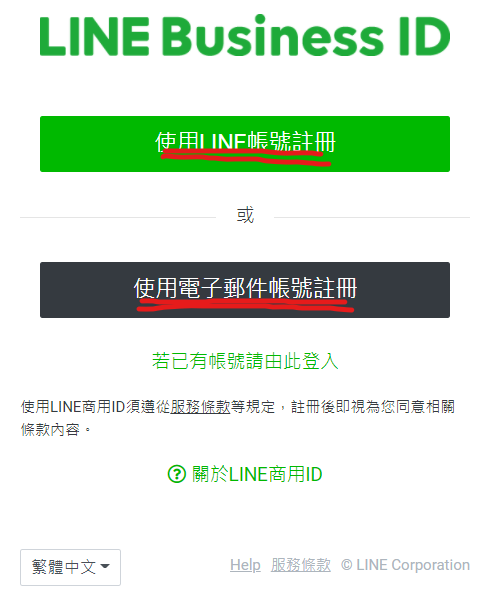 LINE Business ID
使用LINE帳號註冊
或
使用電子郵件帳號註冊
若已有帳號請由此登入
使用LINE商用ID須遵從服務條款等規定，註冊後即視為您同意相關
條款內容。
關於LINE商用ID
繁體中文 Help 服務條款 © LINE Corporation